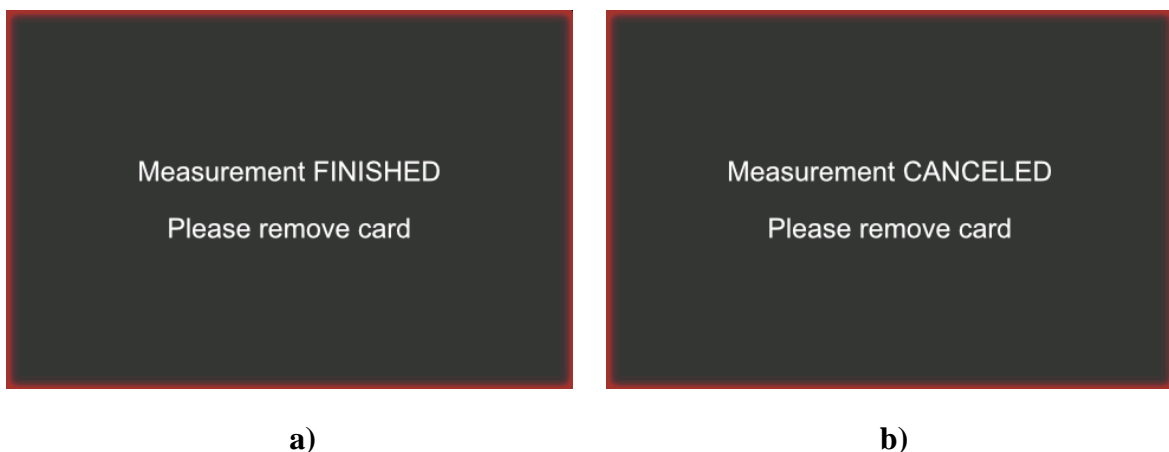 Measurement FINISHED
Please remove card
a)
Measurement CANCELED
Please remove card
b)